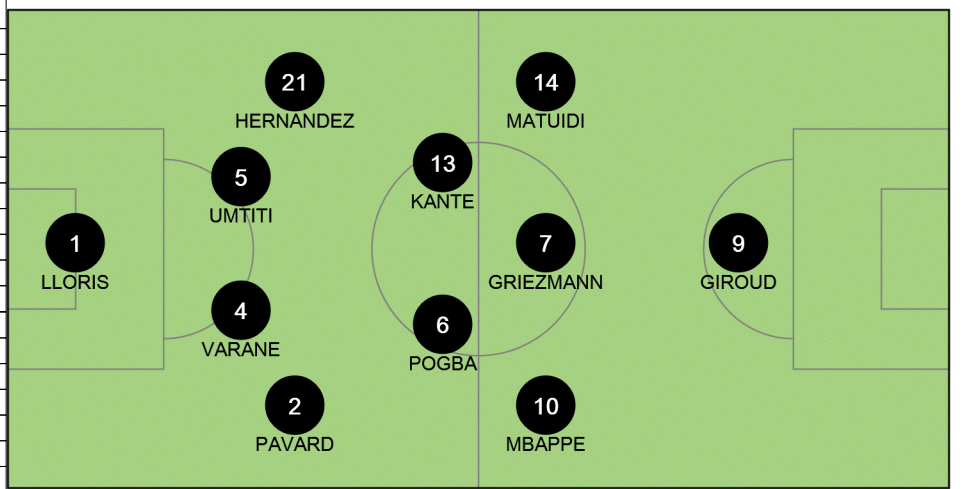 21
HERNANDEZ
14
MATUIDI
13
KANTE
5
UMTITI
1
LLORIS
7
GRIEZMANN
9
GIROUD
4
VARANE
6
POGBA
2
PAVARD
10
MBAPPE